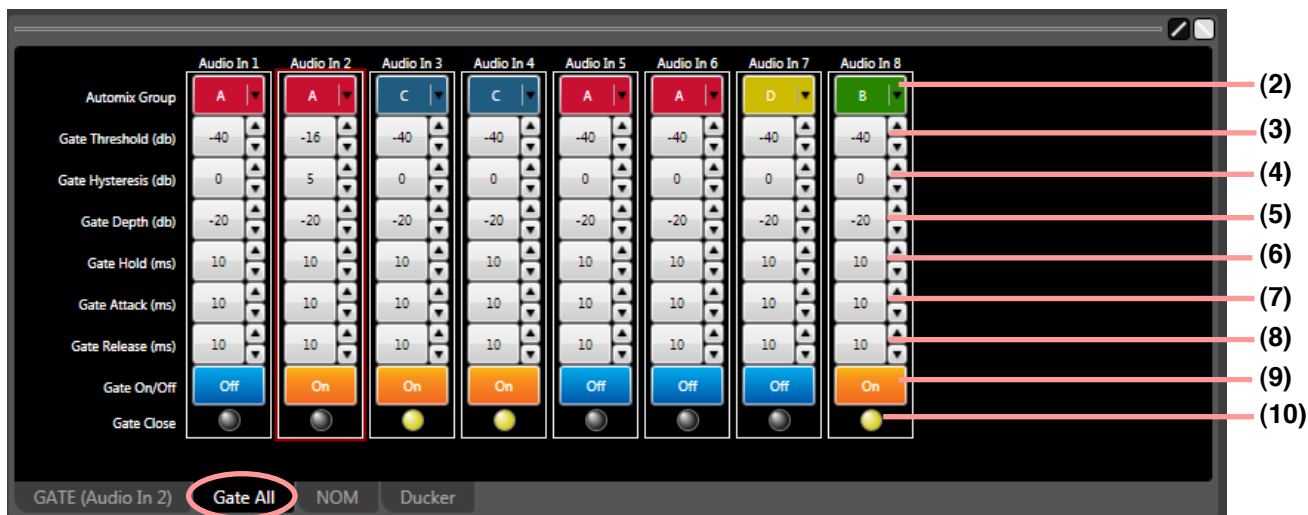 Audio In 1 Audio In 2 Audio In 3 Audio In 4 Audio In 5 Audio In 6 Audio In 7 Audio In 8
Automix Group A A C C A A D B (2)
Gate Threshold (db) -40 -16 -40 -40 -40 -40 -40 -40 (3)
Gate Hysteresis (db) 0 5 0 0 0 0 0 0 (4)
Gate Depth (db) -20 -20 -20 -20 -20 -20 -20 -20 (5)
Gate Hold (ms) 10 10 10 10 10 10 10 10 (6)
Gate Attack (ms) 10 10 10 10 10 10 10 10 (7)
Gate Release (ms) 10 10 10 10 10 10 10 10 (8)
Gate On/Off Off On On On Off Off Off On (9)
Gate Close (10)
GATE (Audio In 2) Gate All NOM Ducker